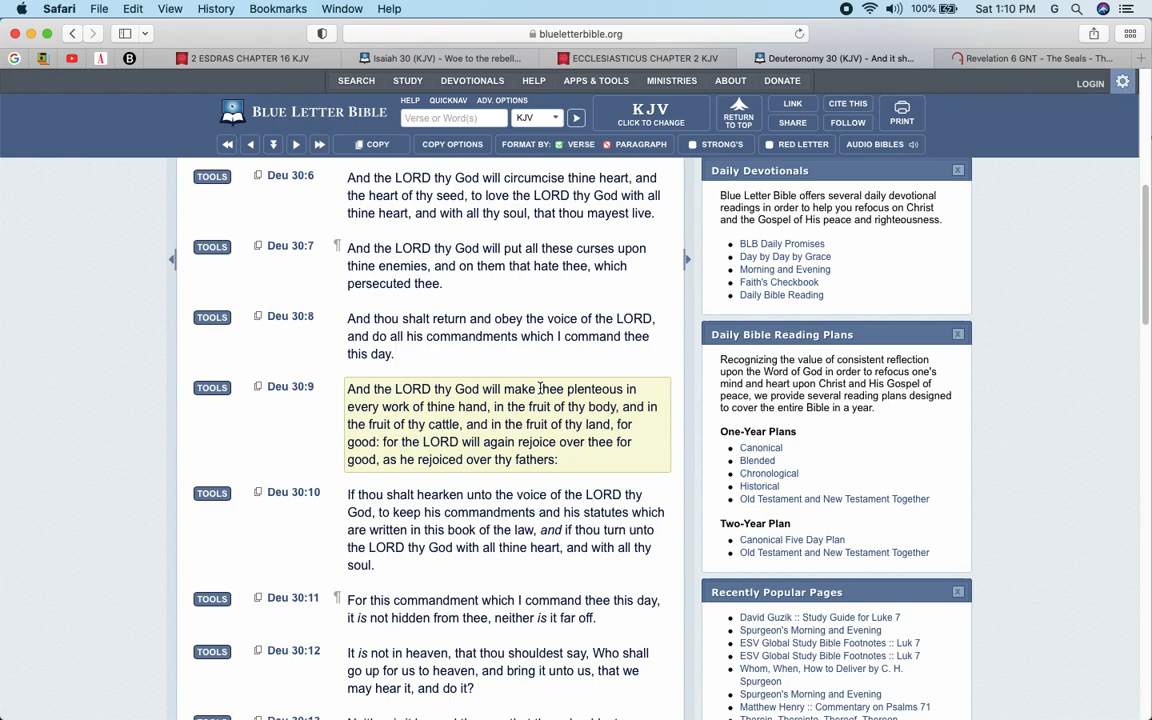 Safari File Edit View History Bookmarks Window Help 100% Sat 1:10 PM G
blueletterbible.org
2 ESDRAS CHAPTER 16 KJV Isaiah 30 (KJV) - Woe to the rebell... ECCLESIASTICUS CHAPTER 2 KJV Deuteronomy 30 (KJV) - And it sh... Revelation 6 GNT - The Seals - Th...
SEARCH STUDY DEVOTIONALS HELP APPS & TOOLS MINISTRIES ABOUT DONATE LOGIN
BLUE LETTER BIBLE
HELP QUICKNAV ADV. OPTIONS
Verse or Word(s) KJV
KJV
CLICK TO CHANGE
RETURN
TO TOP
LINK CITE THIS
SHARE FOLLOW
PRINT
COPY COPY OPTIONS FORMAT BY: VERSE PARAGRAPH STRONG'S RED LETTER AUDIO BIBLES
TOOLS Deu 30:6 And the LORD thy God will circumcise thine heart, and
the heart of thy seed, to love the LORD thy God with all
thine heart, and with all thy soul, that thou mayest live.
TOOLS Deu 30:7 ¶ And the LORD thy God will put all these curses upon
thine enemies, and on them that hate thee, which
persecuted thee.
TOOLS Deu 30:8 And thou shalt return and obey the voice of the LORD,
and do all his commandments which I command thee
this day.
TOOLS Deu 30:9 And the LORD thy God will make thee plenteous in
every work of thine hand, in the fruit of thy body, and in
the fruit of thy cattle, and in the fruit of thy land, for
good: for the LORD will again rejoice over thee for
good, as he rejoiced over thy fathers:
TOOLS Deu 30:10 If thou shalt hearken unto the voice of the LORD thy
God, to keep his commandments and his statutes which
are written in this book of the law, and if thou turn unto
the LORD thy God with all thine heart, and with all thy
soul.
TOOLS Deu 30:11 ¶ For this commandment which I command thee this day,
it is not hidden from thee, neither is it far off.
TOOLS Deu 30:12 It is not in heaven, that thou shouldest say, Who shall
go up for us to heaven, and bring it unto us, that we
may hear it, and do it?
Daily Devotionals
Blue Letter Bible offers several daily devotional
readings in order to help you refocus on Christ
and the Gospel of His peace and righteousness.
BLB Daily Promises
Day by Day by Grace
Morning and Evening
Faith's Checkbook
Daily Bible Reading
Daily Bible Reading Plans
Recognizing the value of consistent reflection
upon the Word of God in order to refocus one's
mind and heart upon Christ and His Gospel of
peace, we provide several reading plans designed
to cover the entire Bible in a year.
One-Year Plans
Canonical
Blended
Chronological
Historical
Old Testament and New Testament Together
Two-Year Plan
Canonical Five Day Plan
Old Testament and New Testament Together
Recently Popular Pages
David Guzik :: Study Guide for Luke 7
Spurgeon's Morning and Evening
ESV Global Study Bible Footnotes :: Luk 7
ESV Global Study Bible Footnotes :: Luk 7
Whom, When, How to Deliver by C. H.
Spurgeon
Spurgeon's Morning and Evening
Matthew Henry :: Commentary on Psalms 71